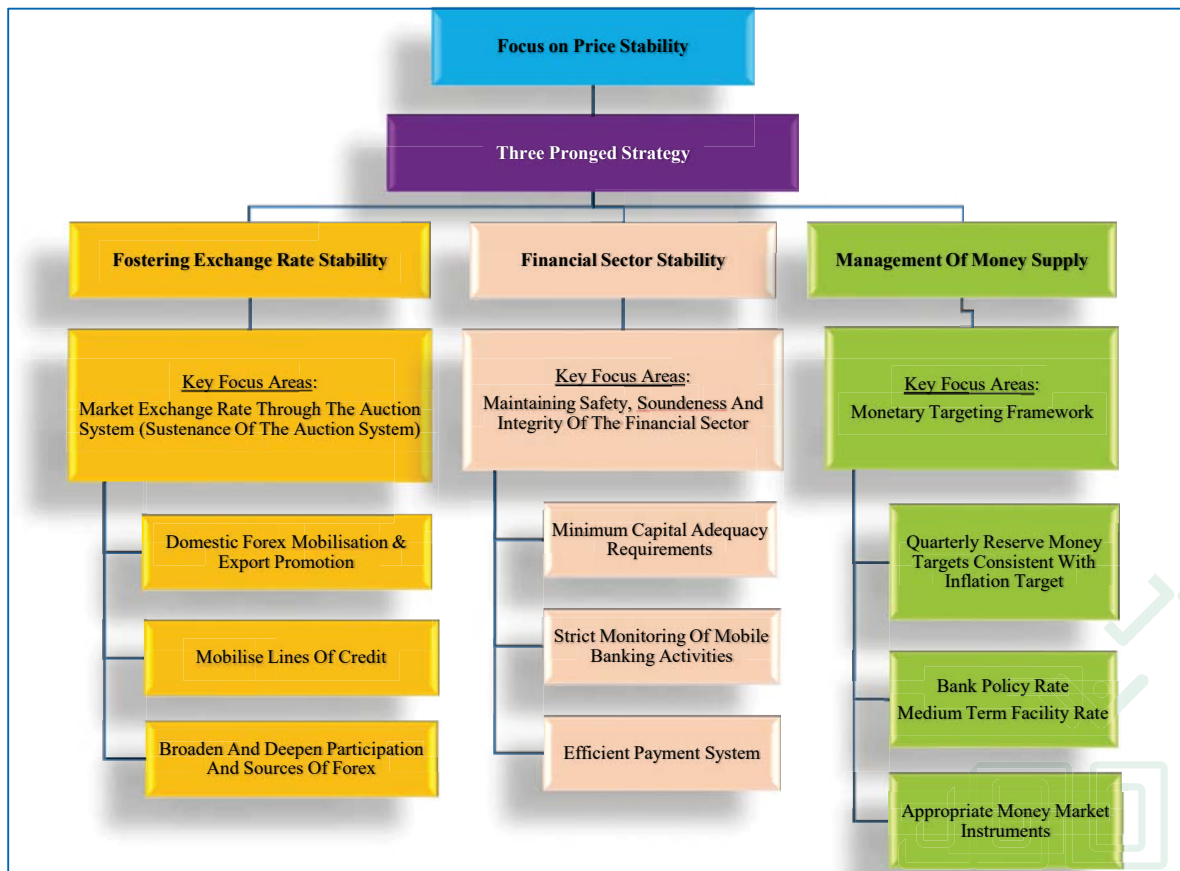 Focus on Price Stability
Three Pronged Strategy
Fostering Exchange Rate Stability
Key Focus Areas:
Market Exchange Rate Through The Auction
System (Sustenance Of The Auction System)
Domestic Forex Mobilisation &
Export Promotion
Mobilise Lines Of Credit
Broaden And Deepen Participation
And Sources Of Forex
Financial Sector Stability
Key Focus Areas:
Maintaining Safety, Soundeness And
Integrity Of The Financial Sector
Minimum Capital Adequacy
Requirements
Strict Monitoring Of Mobile
Banking Activities
Efficient Payment System
Management Of Money Supply
Key Focus Areas:
Monetary Targeting Framework
Quarterly Reserve Money
Targets Consistent With
Inflation Target
Bank Policy Rate
Medium Term Facility Rate
Appropriate Money Market
Instruments